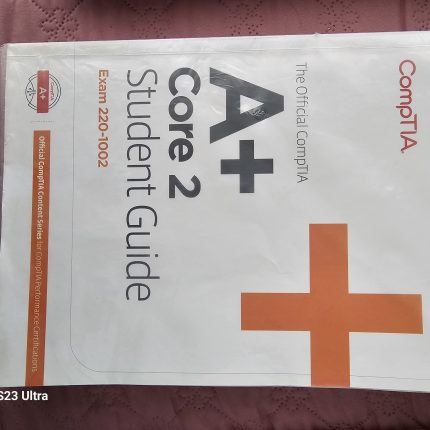 CompTIA.
The Official CompTIA
A+
Core 2
Student Guide
Exam 220-1002
CompTIA
A+
Official CompTIA Content Series for CompTIA Performance Certifications
S23 Ultra